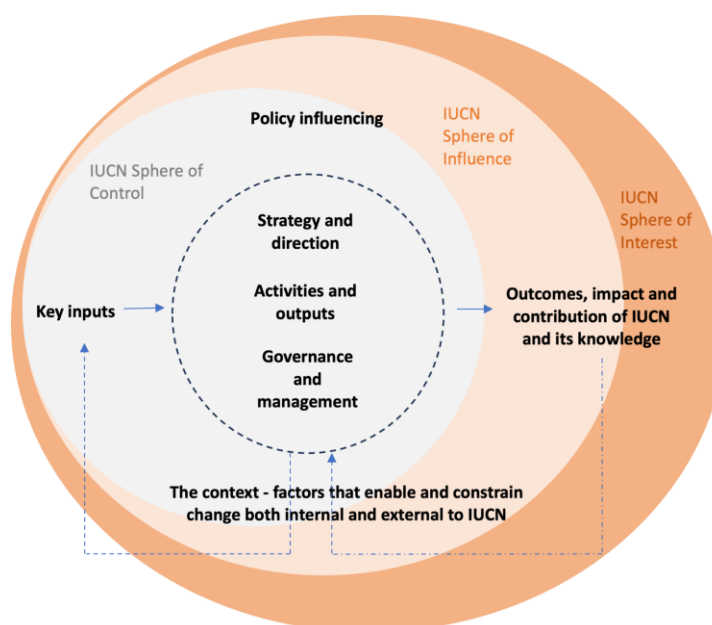 Policy influencing
IUCN
Sphere of
Influence
IUCN Sphere of
Control
IUCN
Sphere of
Interest
Strategy and
direction
Activities and
outputs
Governance
and
management
Key inputs
Outcomes, impact and
contribution of IUCN
and its knowledge
The context - factors that enable and constrain
change both internal and external to IUCN